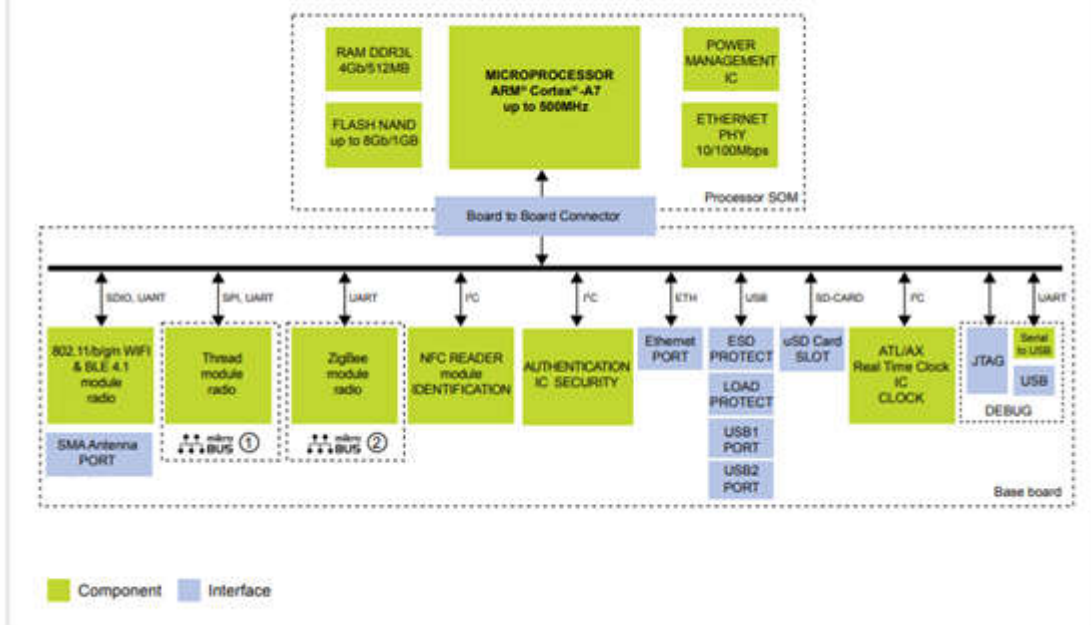 RAM DDR3L
4Gb/512MB
FLASH NAND
up to 8Gb/1GB
MICROPROCESSOR
ARM® Cortex®-A7
up to 500MHz
POWER
MANAGEMENT
IC
ETHERNET
PHY
10/100Mbps
Processor SOM
Board to Board Connector
SDIO, UART
SPI, UART
UART
I²C
I²C
ETH
USB
SD-CARD
I²C
UART
802.11/b/g/n WIFI
& BLE 4.1
module
radio
SMA Antenna
PORT
Thread
module
radio
mikro
BUS 1
ZigBee
module
radio
mikro
BUS 2
NFC READER
module
IDENTIFICATION
AUTHENTICATION
IC SECURITY
Ethernet
PORT
ESD
PROTECT
LOAD
PROTECT
USB1
PORT
USB2
PORT
uSD Card
SLOT
ATL/AX
Real Time Clock
IC
CLOCK
JTAG
Serial
to USB
USB
DEBUG
Base board
Component
Interface